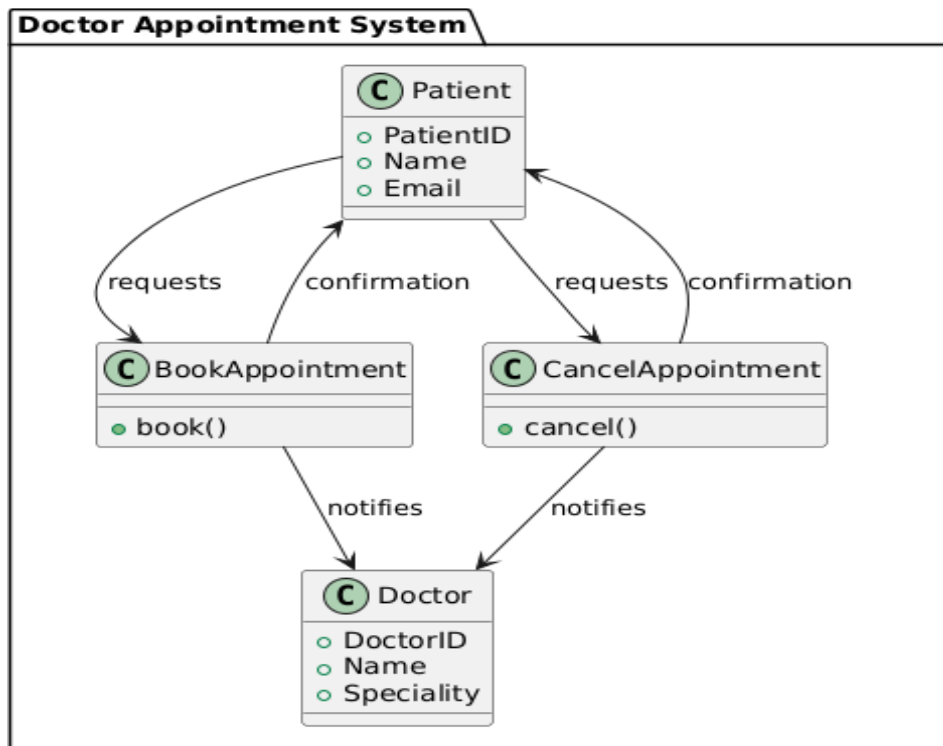 Doctor Appointment System
C Patient
PatientID
Name
Email
requests
confirmation
requests
confirmation
C BookAppointment
book()
C CancelAppointment
cancel()
notifies
notifies
C Doctor
DoctorID
Name
Speciality